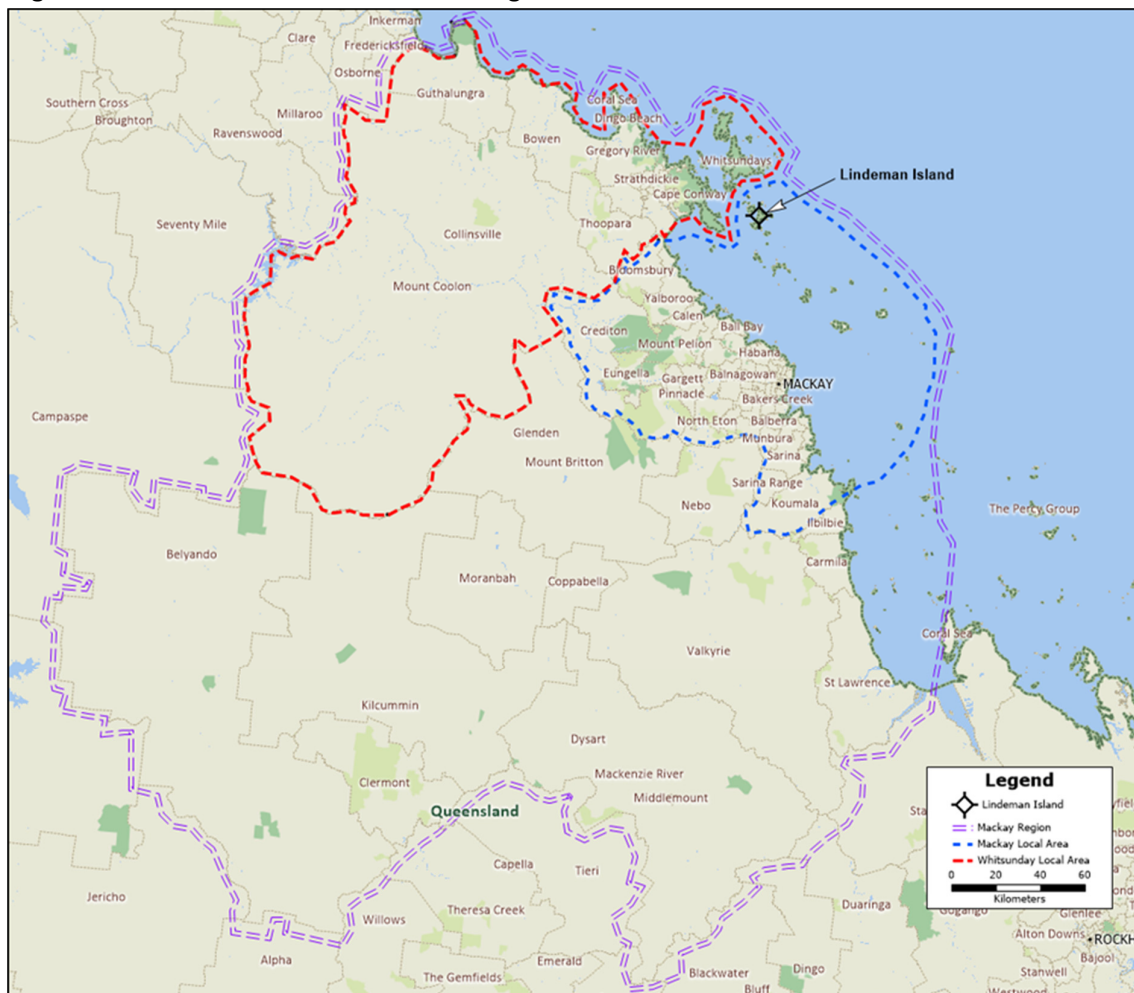 Inkerman
Clare
Fredericksfield
Osborne
Guthalungra
Southern Cross
Broughton
Millaroo
Ravenswood
Coral Sea
Dingo Beach
Bowen
Gregory River
Whitsundays
Strathdickie
Cape Conway
Lindeman Island
Seventy Mile
Collinsville
Thoopara
Mount Coolon
Bloomsbury
Yalboroo
Calen
Ball Bay
Crediton
Mount Pelion
Habana
Eungella
Gargett
Balnagowan
MACKAY
Pinnacle
Bakers Creek
Campaspe
North Eton
Balberra
Glenden
Munbura
Mount Britton
Sarina
Sarina Range
Nebo
Koumala
The Percy Group
Ilbilbie
Belyando
Carmila
Moranbah
Coppabella
Coral Sea
Valkyrie
St Lawrence
Kilcummin
Dysart
Clermont
Mackenzie River
Middlemount
Queensland
Legend
Lindeman Island
Mackay Region
Mackay Local Area
Whitsunday Local Area
0 20 40 60
Kilometers
Capella
Tieri
Jericho
Willows
Theresa Creek
Duaringa
Gogango
Glenlee
Alton Downs
ROCKH
Alpha
Emerald
Bajool
The Gemfields
Blackwater
Dingo
Stanwell
Bluff
Westwood